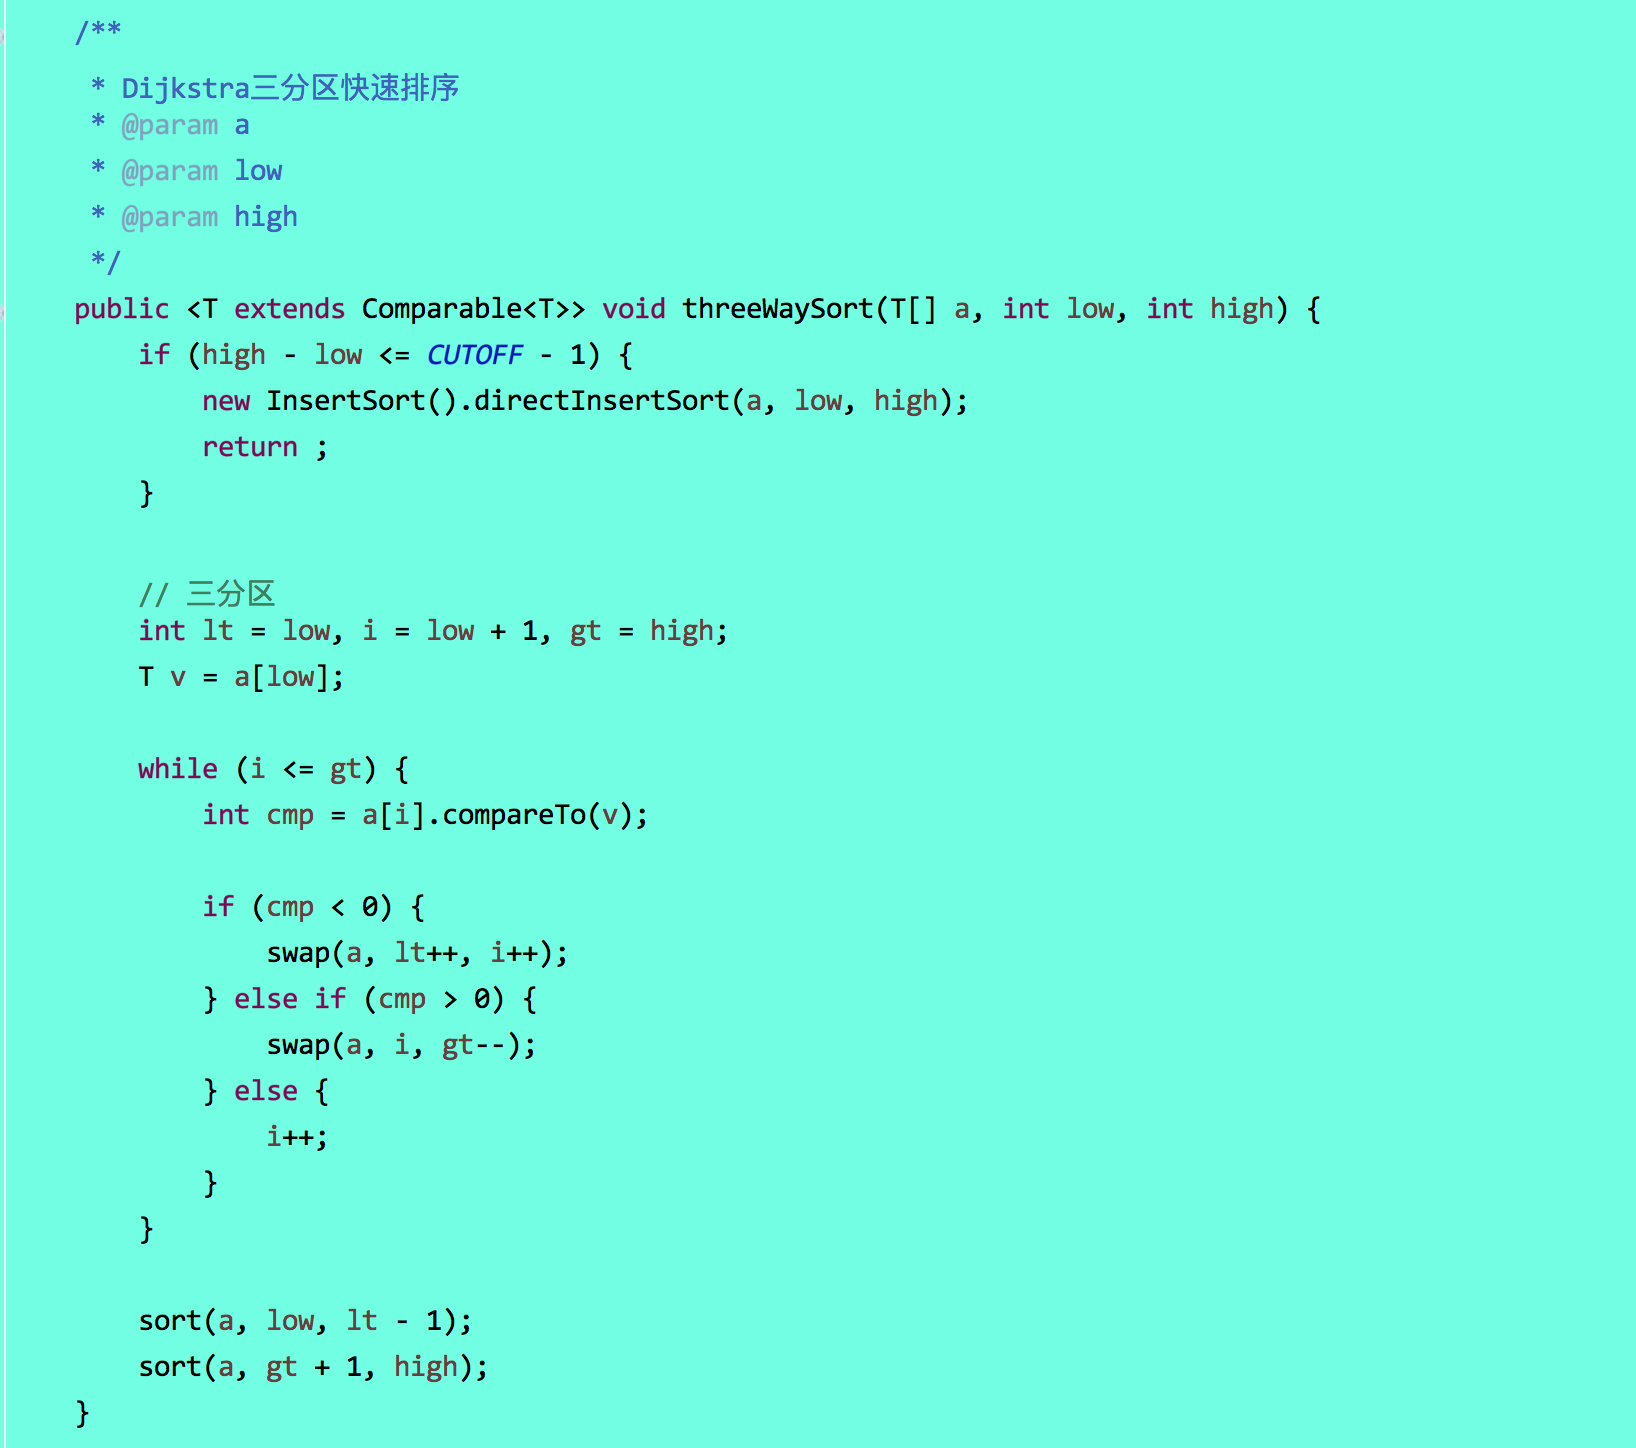 /**
 * Dijkstra三分区快速排序
 * @param a
 * @param low
 * @param high
 */
public <T extends Comparable<T>> void threeWaySort(T[] a, int low, int high) {
    if (high - low <= CUTOFF - 1) {
        new InsertSort().directInsertSort(a, low, high);
        return ;
    }
    // 三分区
    int lt = low, i = low + 1, gt = high;
    T v = a[low];
    while (i <= gt) {
        int cmp = a[i].compareTo(v);
        if (cmp < 0) {
            swap(a, lt++, i++);
        } else if (cmp > 0) {
            swap(a, i, gt--);
        } else {
            i++;
        }
    }
    sort(a, low, lt - 1);
    sort(a, gt + 1, high);
}